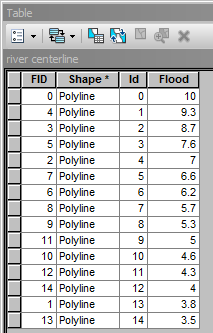 Table
river centerline
FID Shape * Id Flood
0 Polyline 0 10
4 Polyline 1 9.3
3 Polyline 2 8.7
5 Polyline 3 7.6
2 Polyline 4 7
7 Polyline 5 6.6
6 Polyline 6 6.2
8 Polyline 7 5.7
9 Polyline 8 5.3
11 Polyline 9 5
10 Polyline 10 4.6
12 Polyline 11 4.3
14 Polyline 12 4
1 Polyline 13 3.8
13 Polyline 14 3.5